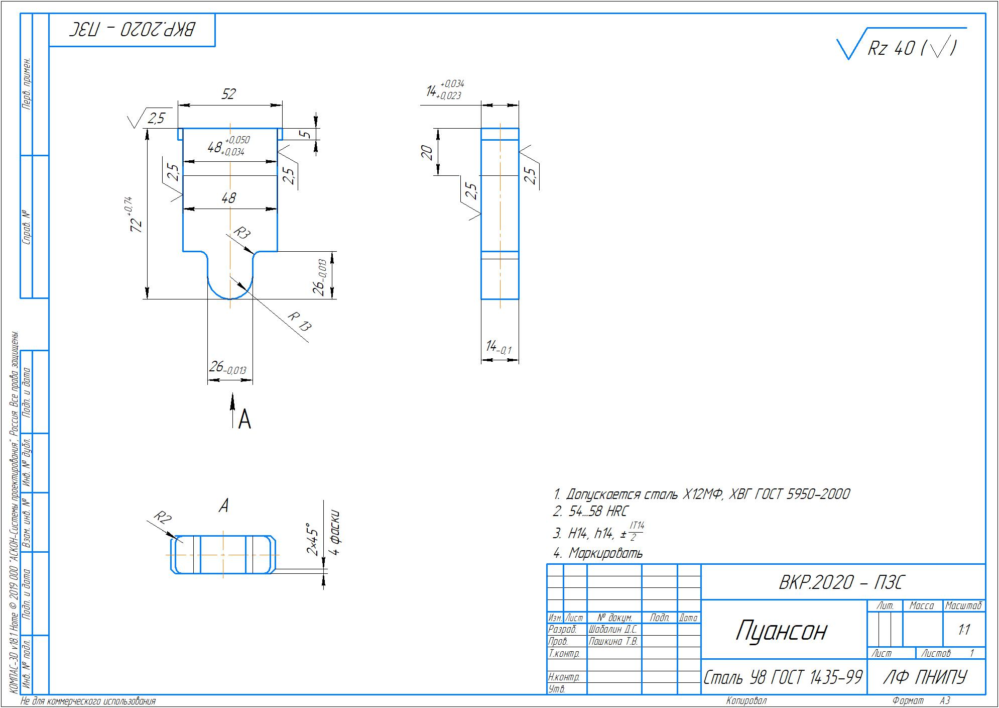 ВКР.2020 - ПЗС
Rz 40 (√)
Перв. примен.
Справ. №
Подп. и дата
Инв. № дубл.
Взам. инв. №
Подп. и дата
Инв. № подл.
КОМПАС-3D v18.1 Home © 2019 ООО "АСКОН-Системы проектирования", Россия. Все права защищены.
52
2,5
5
48 +0,050 +0,034
2,5
2,5
48
72 +0,74
R3
26-0,013
R 13
26-0,013
А
14 +0,034 +0,023
20
2,5
2,5
14-0,1
А
R2
2×45°
4 фаски
1. Допускается сталь Х12МФ, ХВГ ГОСТ 5950-2000
2. 54...58 HRC
3. H14, h14, ± IT14/2
4. Маркировать
ВКР.2020 - ПЗС
Изм. Лист № докум. Подп. Дата
Разраб. Шабалин Д.С.
Пров. Пашкина Т.В.
Т.контр.
Н.контр.
Утв.
Пуансон
Лит. Масса Масштаб
1:1
Лист Листов 1
Сталь У8 ГОСТ 1435-99
ЛФ ПНИПУ
Не для коммерческого использования
Копировал
Формат А3